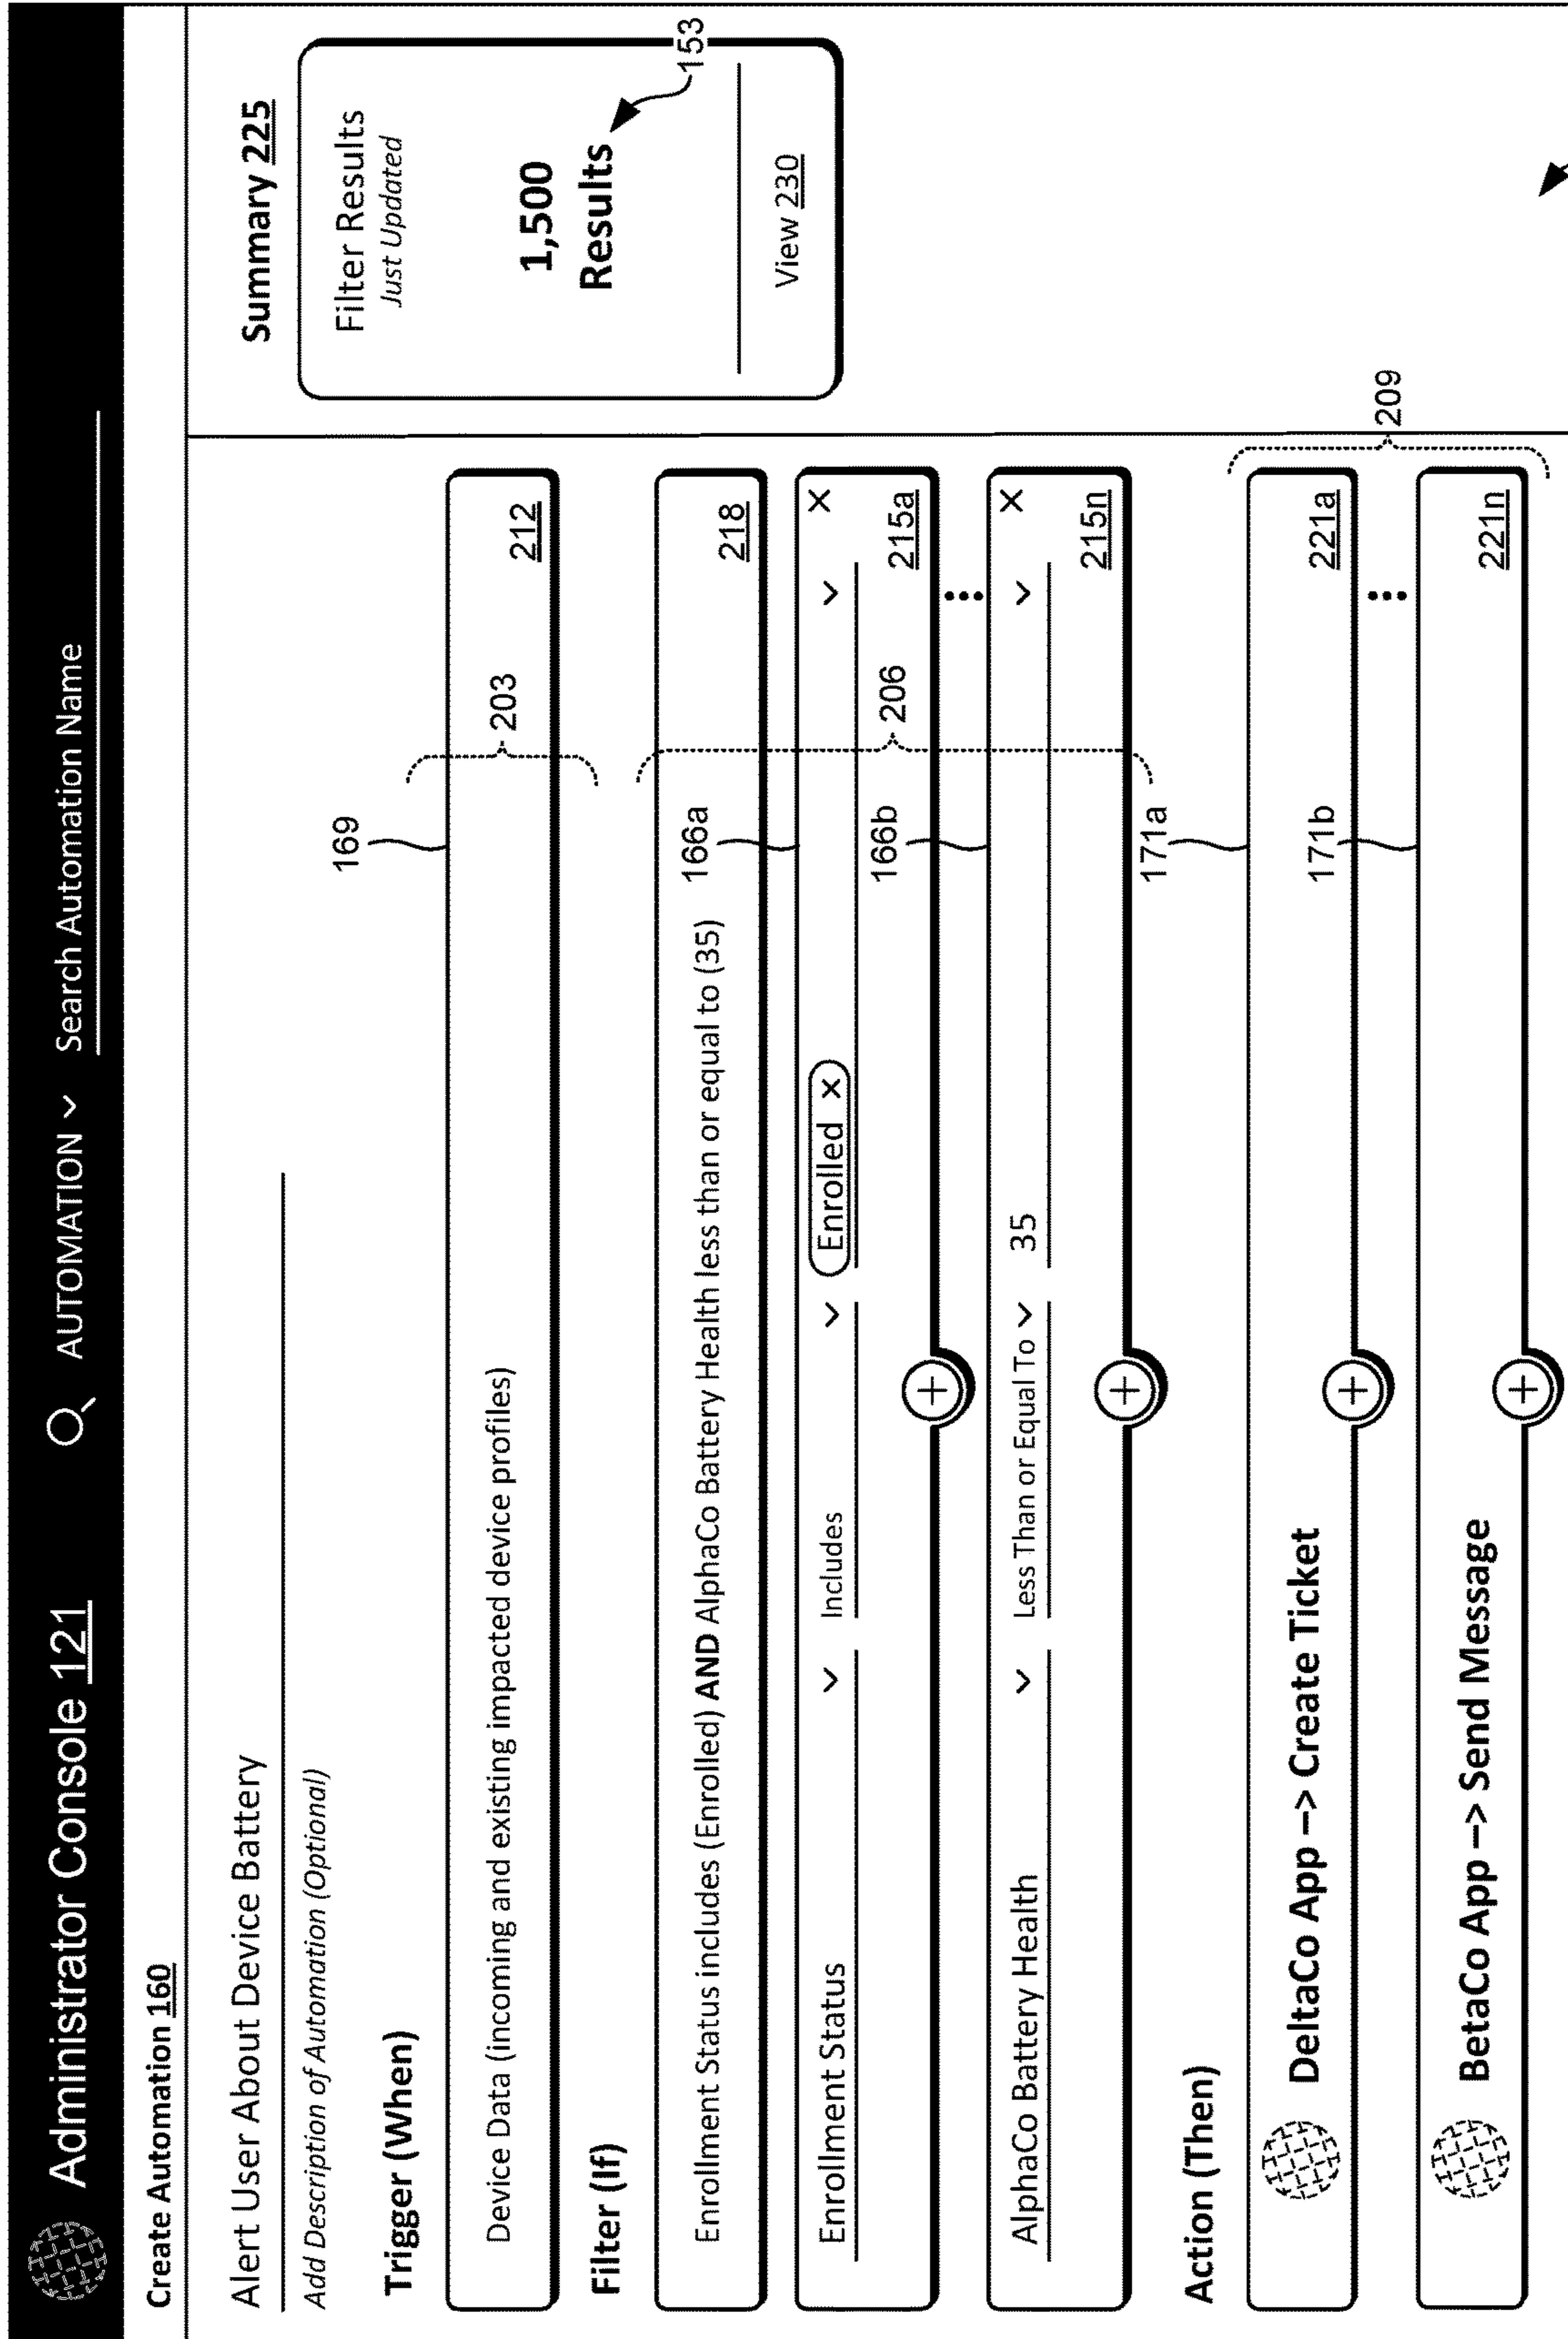 Administrator Console 121
AUTOMATION Search Automation Name
Create Automation 160
Alert User About Device Battery
Add Description of Automation (Optional)
Trigger (When)
169
Device Data (incoming and existing impacted device profiles)
203
212
Filter (If)
Enrollment Status includes (Enrolled) AND AlphaCo Battery Health less than or equal to (35)
218
166a
Enrollment Status
Includes
Enrolled x
X
215a
206
166b
AlphaCo Battery Health
Less Than or Equal To
35
X
215n
Action (Then)
171a
DeltaCo App –> Create Ticket
221a
171b
BetaCo App –> Send Message
221n
209
Summary 225
Filter Results
Just Updated
1,500
Results
153
View 230